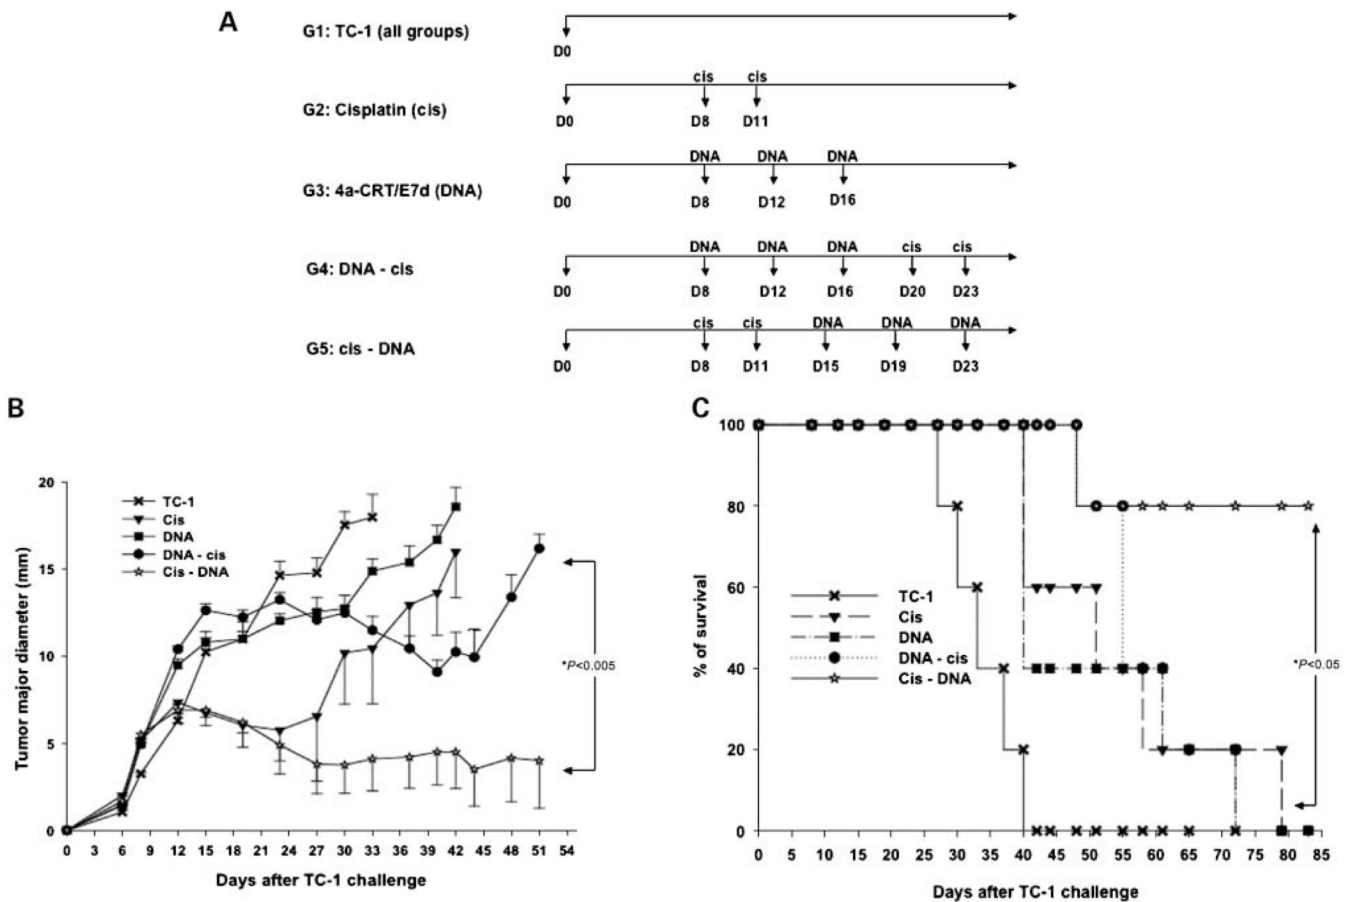 A
G1: TC-1 (all groups)
D0
cis cis
G2: Cisplatin (cis)
D0 D8 D11
DNA DNA DNA
G3: 4a-CRT/E7d (DNA)
D0 D8 D12 D16
DNA DNA DNA cis cis
G4: DNA - cis
D0 D8 D12 D16 D20 D23
cis cis DNA DNA DNA
G5: cis - DNA
D0 D8 D11 D15 D19 D23
B
Tumor major diameter (mm)
20
15
10
5
0
TC-1
Cis
DNA
DNA - cis
Cis - DNA
*P<0.005
0 3 6 9 12 15 18 21 24 27 30 33 36 39 42 45 48 51 54
Days after TC-1 challenge
C
% of survival
100
80
60
40
20
0
TC-1
Cis
DNA
DNA - cis
Cis - DNA
*P<0.05
0 5 10 15 20 25 30 35 40 45 50 55 60 65 70 75 80 85
Days after TC-1 challenge